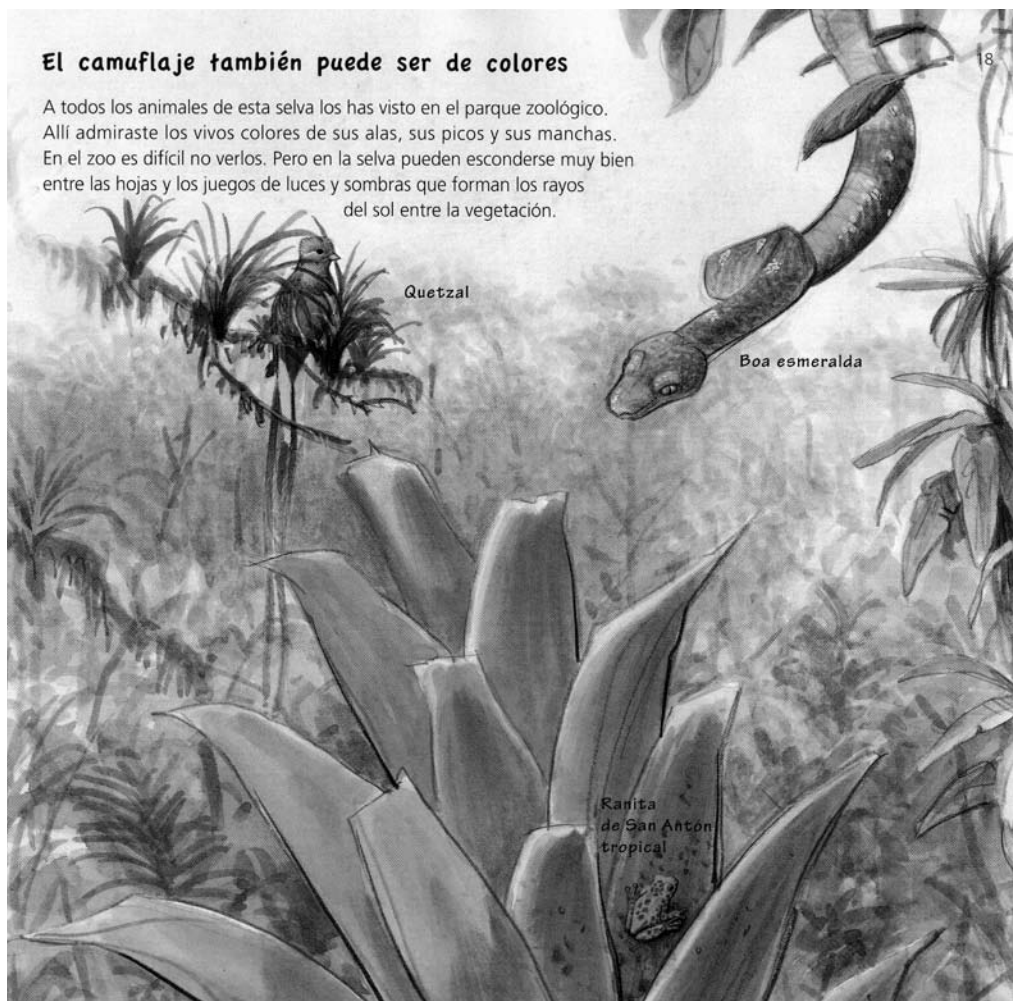 El camuflaje también puede ser de colores
18
A todos los animales de esta selva los has visto en el parque zoológico.
Allí admiraste los vivos colores de sus alas, sus picos y sus manchas.
En el zoo es difícil no verlos. Pero en la selva pueden esconderse muy bien
entre las hojas y los juegos de luces y sombras que forman los rayos
del sol entre la vegetación.
Quetzal
Boa esmeralda
Ranita
de San Antón
tropical